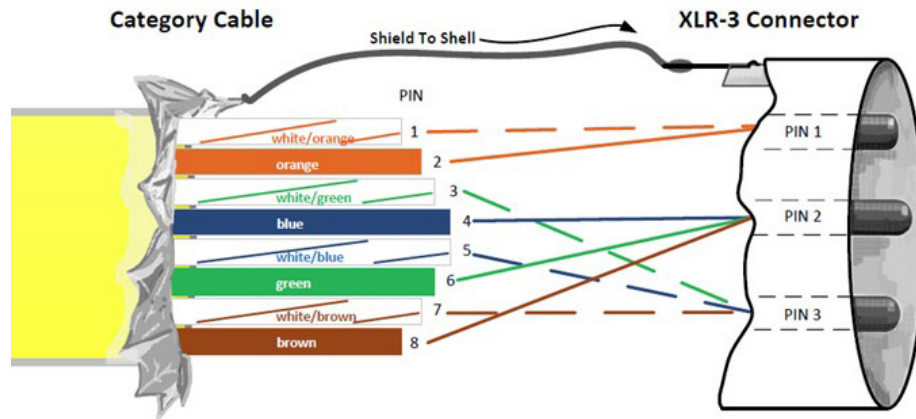 Category Cable
XLR-3 Connector
Shield To Shell
PIN
white/orange 1
orange 2
white/green 3
blue 4
white/blue 5
green 6
white/brown 7
brown 8
PIN 1
PIN 2
PIN 3